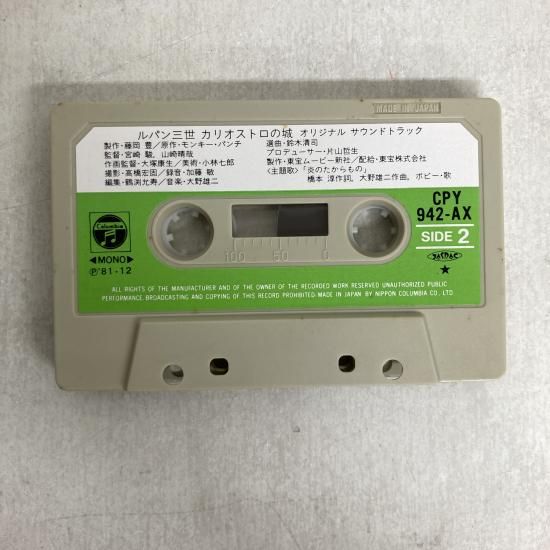 MADE IN JAPAN
ルパン三世 カリオストロの城 オリジナル サウンドトラック
製作・藤岡 豊／原作・モンキー・パンチ
監督・宮崎 駿、山崎晴哉
作画監督・大塚康生／美術・小林七郎
撮影・高橋宏固／録音・加藤 敏
編集・鶴渕允寿／音楽・大野雄二
選曲・鈴木清司
プロデューサー・片山哲生
製作・東宝ムービー新社／配給・東宝株式会社
〈主題歌〉「炎のたからもの」
橋本 淳作詞。大野雄二作曲。ボビー・歌
Columbia
◀MONO▶
Ⓟ'81-12
100 50 0
CPY
942-AX
SIDE 2
JASRAC
★
ALL RIGHTS OF THE MANUFACTURER AND OF THE OWNER OF THE RECORDED WORK RESERVED UNAUTHORIZED PUBLIC
PERFORMANCE.BROADCASTING AND COPYING OF THIS RECORD PROHIBITED·MADE IN JAPAN BY NIPPON COLUMBIA CO., LTD